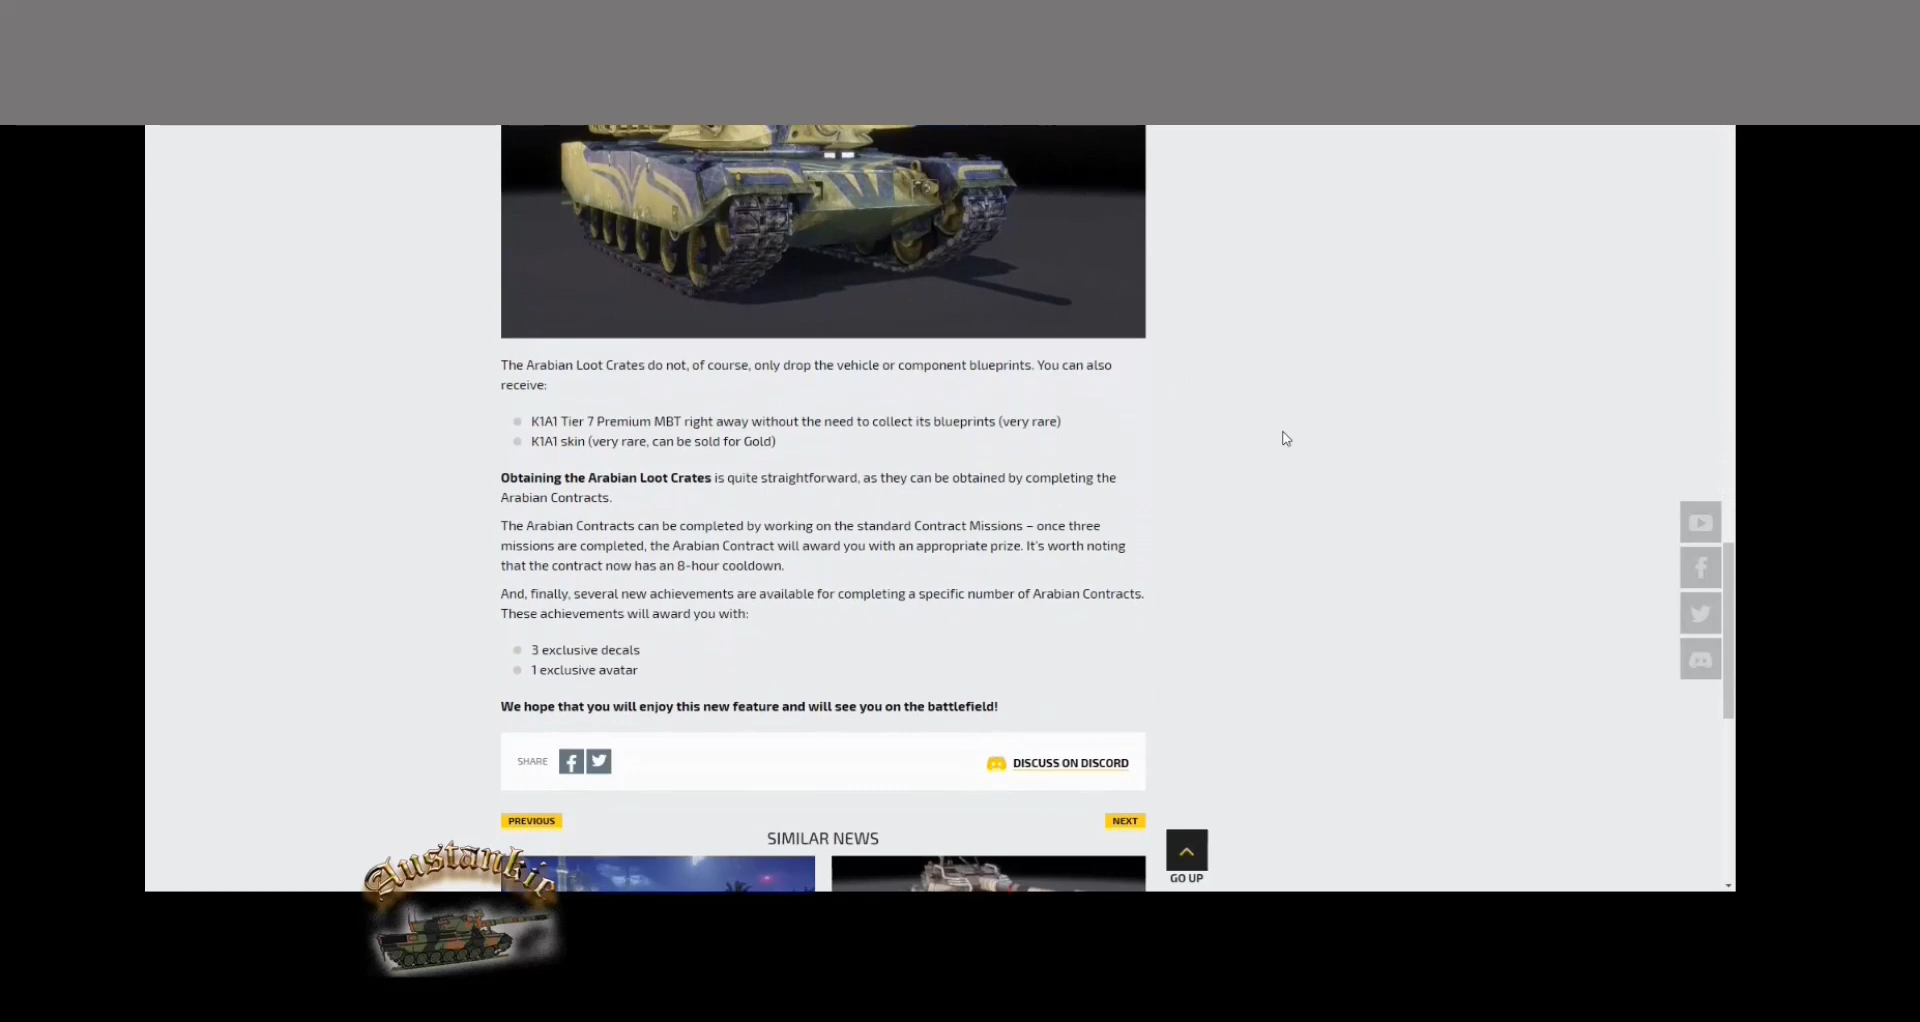 The Arabian Loot Crates do not, of course, only drop the vehicle or component blueprints. You can also
receive:
K1A1 Tier 7 Premium MBT right away without the need to collect its blueprints (very rare)
K1A1 skin (very rare, can be sold for Gold)
Obtaining the Arabian Loot Crates is quite straightforward, as they can be obtained by completing the
Arabian Contracts.
The Arabian Contracts can be completed by working on the standard Contract Missions – once three
missions are completed, the Arabian Contract will award you with an appropriate prize. It's worth noting
that the contract now has an 8-hour cooldown.
And, finally, several new achievements are available for completing a specific number of Arabian Contracts.
These achievements will award you with:
3 exclusive decals
1 exclusive avatar
We hope that you will enjoy this new feature and will see you on the battlefield!
SHARE
DISCUSS ON DISCORD
PREVIOUS
NEXT
SIMILAR NEWS
GO UP
Austankie